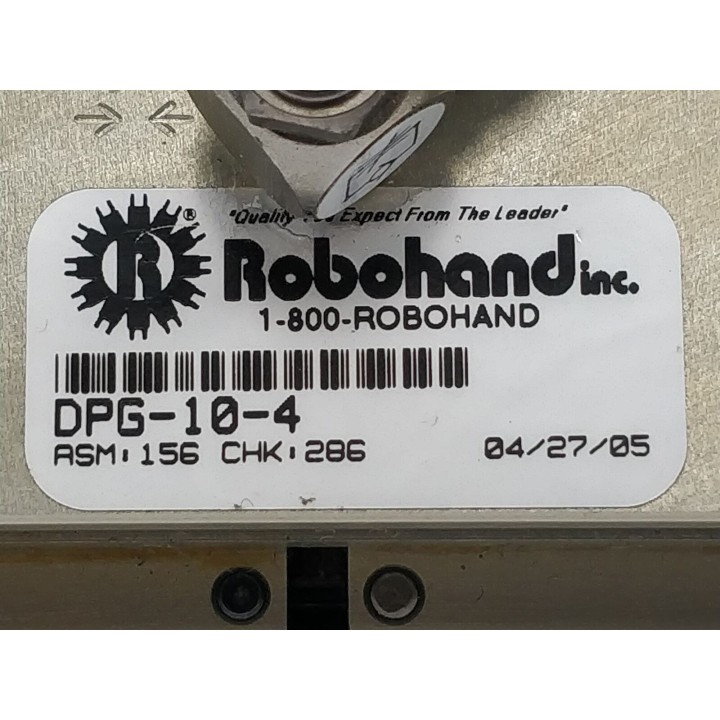 "Quality Expect From The Leader"
R ® Robohand inc.
1-800-ROBOHAND
DPG-10-4
ASM:156 CHK:286 04/27/05